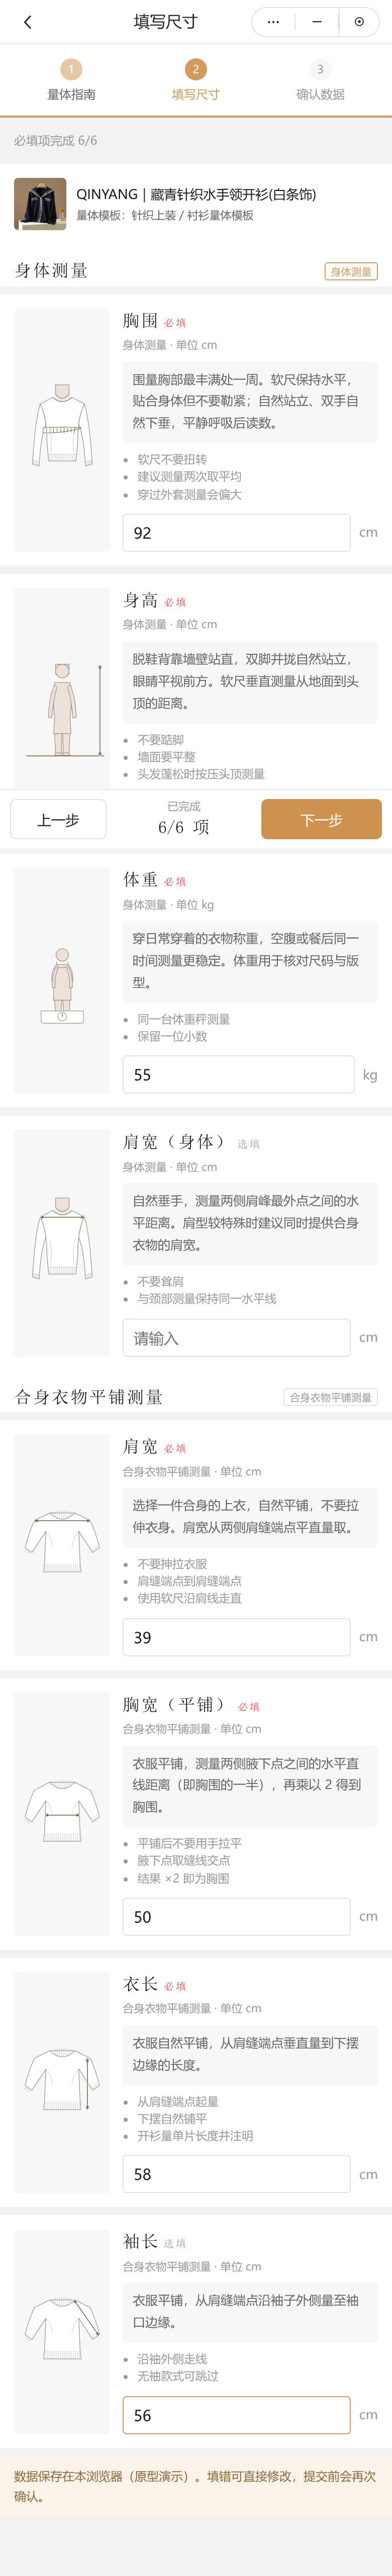 填写尺寸
1
2
3
量体指南
填写尺寸
确认数据
必填项完成 6/6
QINYANG | 藏青针织水手领开衫(白条饰)
量体模板：针织上装 / 衬衫量体模板
身体测量
身体测量
胸围 必填
身体测量 · 单位 cm
围量胸部最丰满处一周。软尺保持水平，
贴合身体但不要勒紧；自然站立、双手自
然下垂，平静呼吸后读数。
• 软尺不要扭转
• 建议测量两次取平均
• 穿过外套测量会偏大
92
cm
身高 必填
身体测量 · 单位 cm
脱鞋背靠墙壁站直，双脚并拢自然站立，
眼睛平视前方。软尺垂直测量从地面到头
顶的距离。
• 不要踮脚
• 墙面要平整
• 头发蓬松时按压头顶测量
上一步
已完成
6/6 项
下一步
体重 必填
身体测量 · 单位 kg
穿日常穿着的衣物称重，空腹或餐后同一
时间测量更稳定。体重用于核对尺码与版
型。
• 同一台体重秤测量
• 保留一位小数
55
kg
肩宽（身体） 选填
身体测量 · 单位 cm
自然垂手，测量两侧肩峰最外点之间的水
平距离。肩型较特殊时建议同时提供合身
衣物的肩宽。
• 不要耸肩
• 与颈部测量保持同一水平线
请输入
cm
合身衣物平铺测量
合身衣物平铺测量
肩宽 必填
合身衣物平铺测量 · 单位 cm
选择一件合身的上衣，自然平铺，不要拉
伸衣身。肩宽从两侧肩缝端点平直量取。
• 不要抻拉衣服
• 肩缝端点到肩缝端点
• 使用软尺沿肩线走直
39
cm
胸宽（平铺） 必填
合身衣物平铺测量 · 单位 cm
衣服平铺，测量两侧腋下点之间的水平直
线距离（即胸围的一半），再乘以 2 得到
胸围。
• 平铺后不要用手拉平
• 腋下点取缝线交点
• 结果 ×2 即为胸围
50
cm
衣长 必填
合身衣物平铺测量 · 单位 cm
衣服自然平铺，从肩缝端点垂直量到下摆
边缘的长度。
• 从肩缝端点起量
• 下摆自然铺平
• 开衫量单片长度并注明
58
cm
袖长 选填
合身衣物平铺测量 · 单位 cm
衣服平铺，从肩缝端点沿袖子外侧量至袖
口边缘。
• 沿袖外侧走线
• 无袖款式可跳过
56
cm
数据保存在本浏览器（原型演示）。填错可直接修改，提交前会再次
确认。